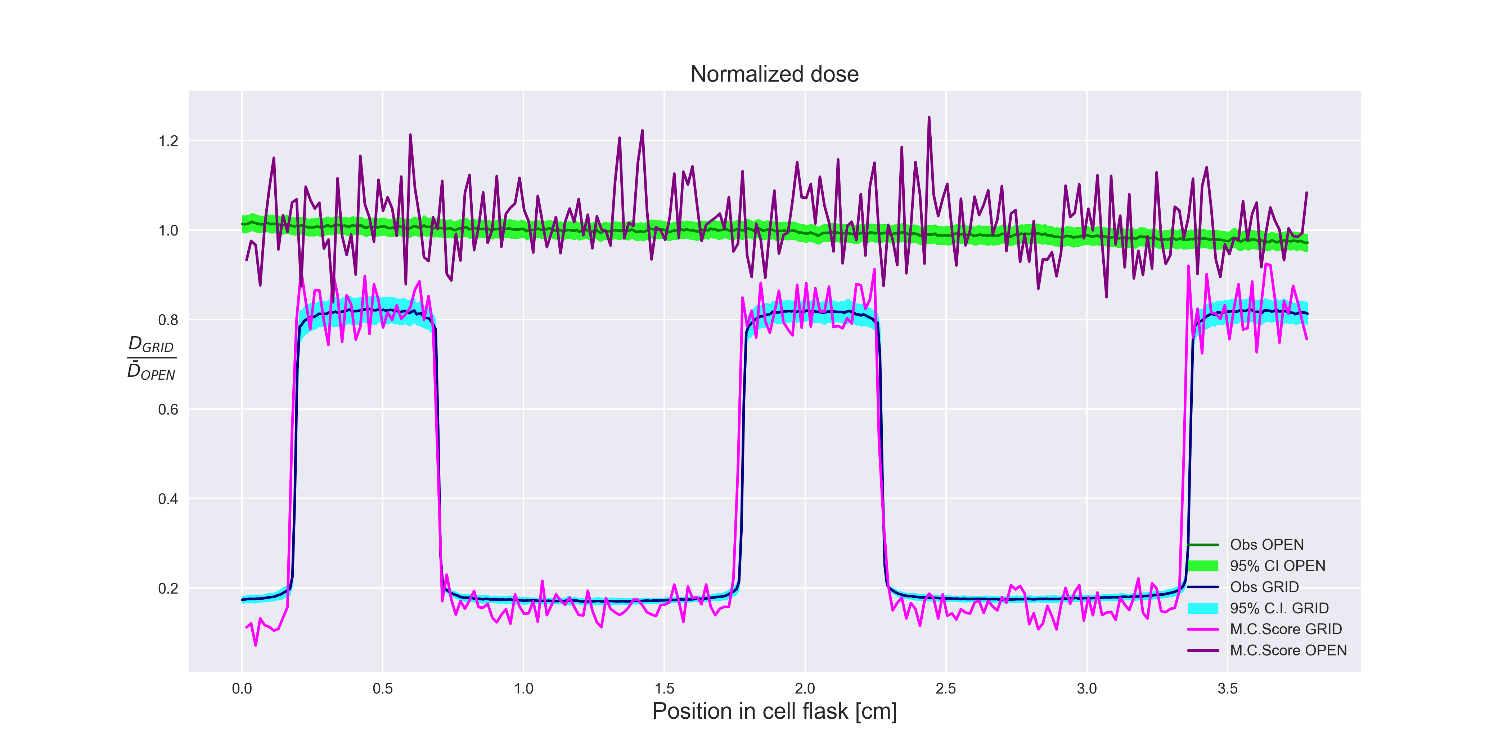 Normalized dose
1.2
1.0
0.8
D_GRID
D̄_OPEN
0.6
0.4
0.2
Obs OPEN
95% CI OPEN
Obs GRID
95% C.I. GRID
M.C.Score GRID
M.C.Score OPEN
0.0 0.5 1.0 1.5 2.0 2.5 3.0 3.5
Position in cell flask [cm]